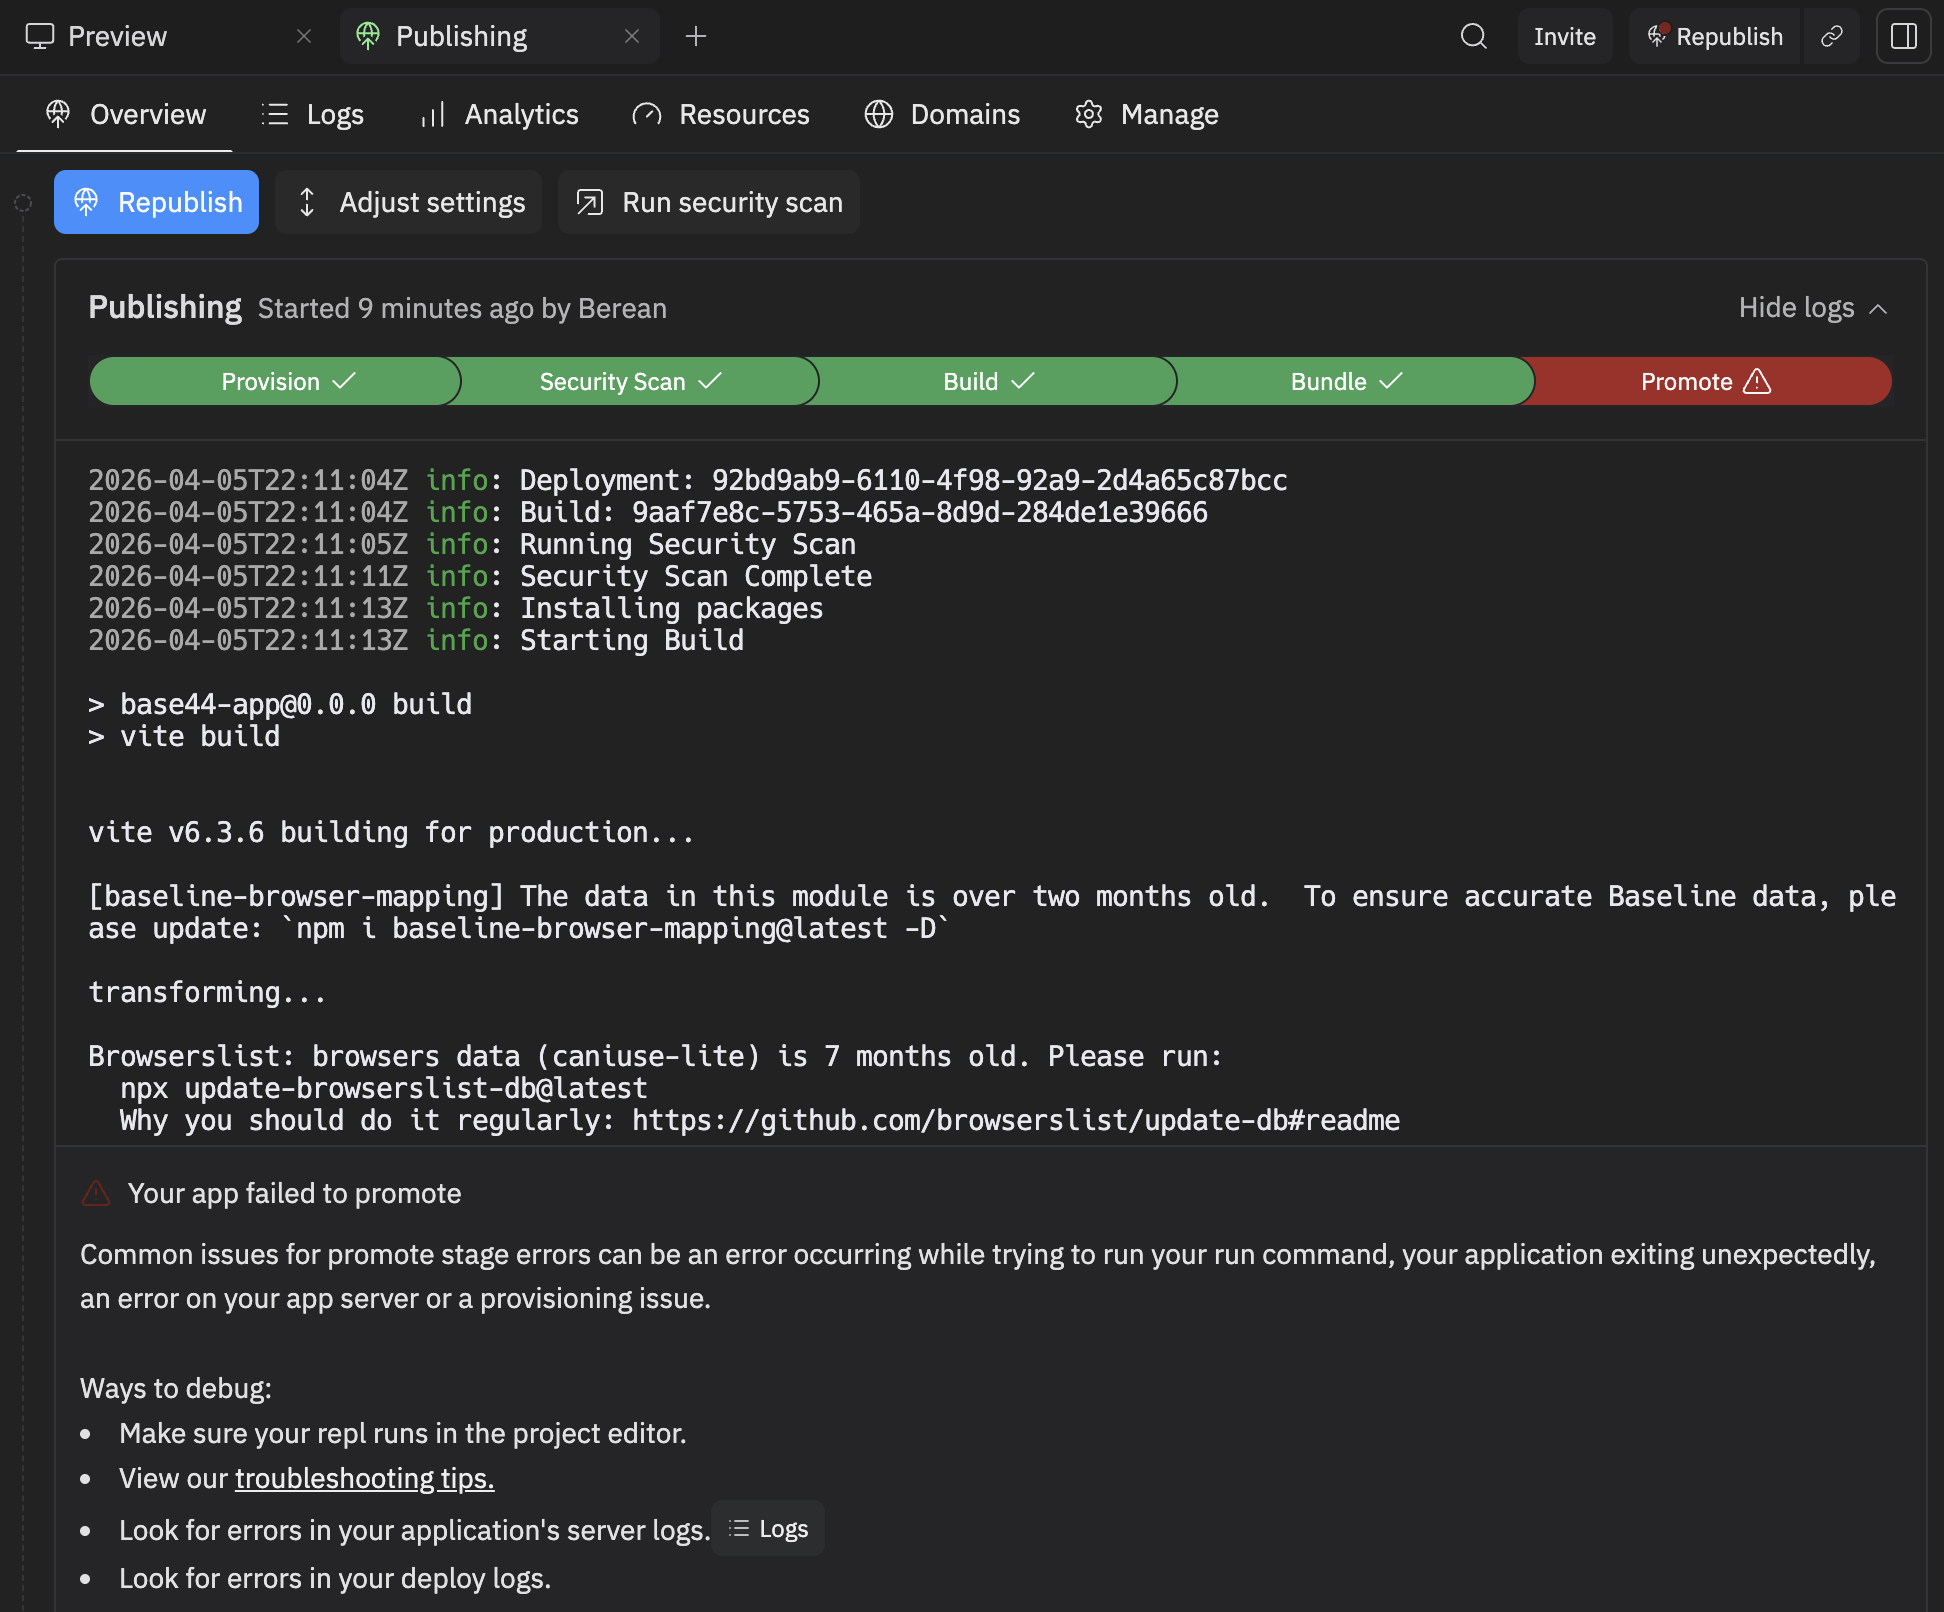 Preview
Publishing
Invite
Republish
Overview
Logs
Analytics
Resources
Domains
Manage
Republish
Adjust settings
Run security scan
Publishing Started 9 minutes ago by Berean
Hide logs
Provision
Security Scan
Build
Bundle
Promote
2026-04-05T22:11:04Z info: Deployment: 92bd9ab9-6110-4f98-92a9-2d4a65c87bcc
2026-04-05T22:11:04Z info: Build: 9aaf7e8c-5753-465a-8d9d-284de1e39666
2026-04-05T22:11:05Z info: Running Security Scan
2026-04-05T22:11:11Z info: Security Scan Complete
2026-04-05T22:11:13Z info: Installing packages
2026-04-05T22:11:13Z info: Starting Build
> base44-app@0.0.0 build
> vite build
vite v6.3.6 building for production...
[baseline-browser-mapping] The data in this module is over two months old.  To ensure accurate Baseline data, ple
ase update: `npm i baseline-browser-mapping@latest -D`
transforming...
Browserslist: browsers data (caniuse-lite) is 7 months old. Please run:
npx update-browserslist-db@latest
Why you should do it regularly: https://github.com/browserslist/update-db#readme
Your app failed to promote
Common issues for promote stage errors can be an error occurring while trying to run your run command, your application exiting unexpectedly,
an error on your app server or a provisioning issue.
Ways to debug:
• Make sure your repl runs in the project editor.
• View our troubleshooting tips.
• Look for errors in your application's server logs. Logs
• Look for errors in your deploy logs.